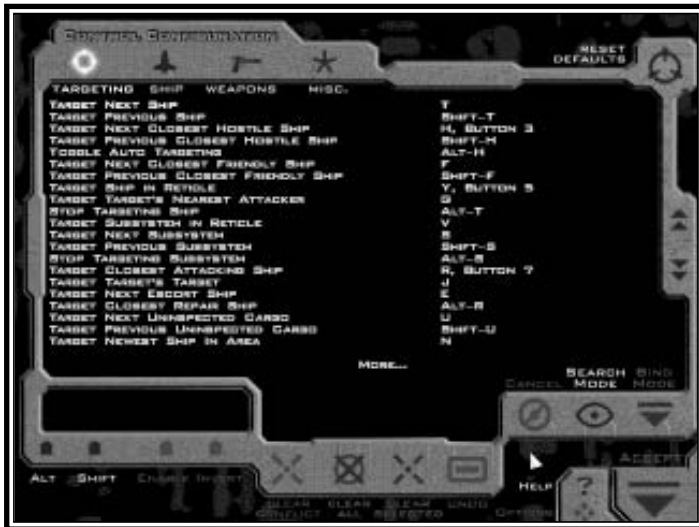 Control Configuration
Reset Defaults
Targeting Ship Weapons Misc.
Target Next Ship T
Target Previous Ship Shift-T
Target Next Closest Hostile Ship H, Button 3
Target Previous Closest Hostile Ship Shift-H
Toggle Auto Targeting Alt-H
Target Next Closest Friendly Ship F
Target Previous Closest Friendly Ship Shift-F
Target Ship in Reticle Y, Button 5
Target Target's Nearest Attacker G
Stop Targeting Ship Alt-T
Target Subsystem in Reticle V
Target Next Subsystem S
Target Previous Subsystem Shift-S
Stop Targeting Subsystem Alt-S
Target Closest Attacking Ship R, Button 7
Target Target's Target J
Target Next Escort Ship E
Target Closest Repair Ship Alt-R
Target Next Uninspected Cargo U
Target Previous Uninspected Cargo Shift-U
Target Newest Ship in Area N
More...
Cancel Search Mode Bind Mode
Alt Shift Enable Invert
Clear Conflict Clear All Clear Selected Undo
Help
?
Options
Accept